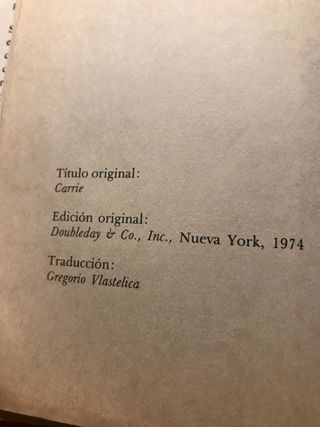 Título original:
Carrie
Edición original:
Doubleday & Co., Inc., Nueva York, 1974
Traducción:
Gregorio Vlastelica